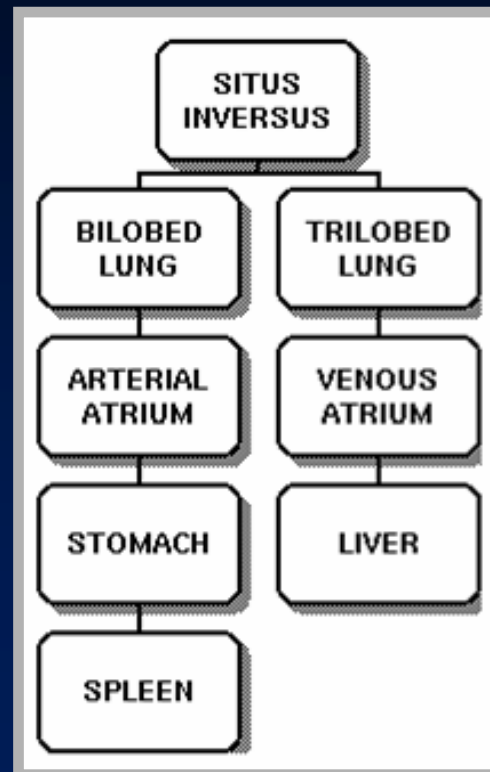 SITUS
INVERSUS
BILOBED
LUNG
TRILOBED
LUNG
ARTERIAL
ATRIUM
VENOUS
ATRIUM
STOMACH
LIVER
SPLEEN